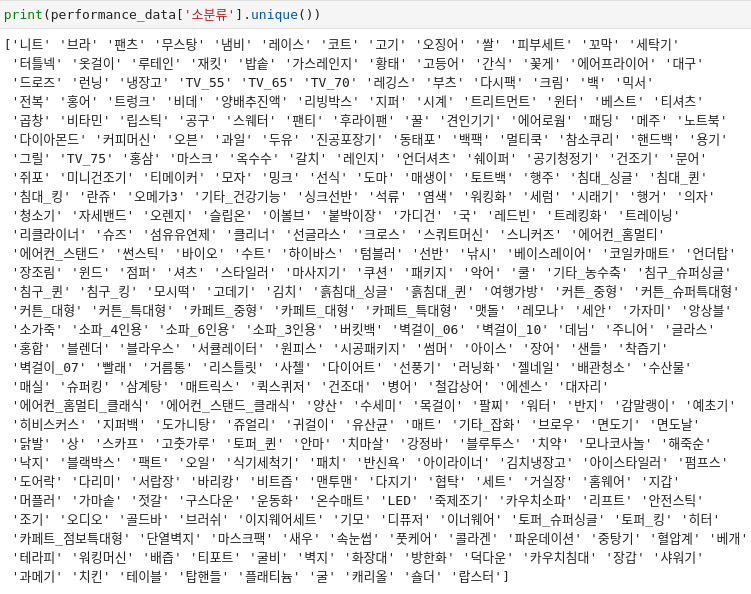 print(performance_data['소분류'].unique())
['니트' '브라' '팬츠' '무스탕' '냄비' '레이스' '코트' '고기' '오징어' '쌀' '피부세트' '꼬막' '세탁기'
'터틀넥' '옷걸이' '루테인' '재킷' '밥솥' '가스레인지' '황태' '고등어' '간식' '꽃게' '에어프라이어' '대구'
'드로즈' '런닝' '냉장고' 'TV_55' 'TV_65' 'TV_70' '레깅스' '부츠' '다시팩' '크림' '백' '믹서'
'전복' '홍어' '트렁크' '비데' '양배추진액' '리빙박스' '지퍼' '시계' '트리트먼트' '윈터' '베스트' '티셔츠'
'곱창' '비타민' '립스틱' '공구' '스웨터' '팬티' '후라이팬' '꿀' '견인기기' '에어로웜' '패딩' '메주' '노트북'
'다이아몬드' '커피머신' '오븐' '과일' '두유' '진공포장기' '동태포' '백팩' '멀티쿡' '참소쿠리' '핸드백' '용기'
'그릴' 'TV_75' '홍삼' '마스크' '옥수수' '갈치' '레인지' '언더셔츠' '쉐이퍼' '공기청정기' '건조기' '문어'
'쥐포' '미니건조기' '티메이커' '모자' '밍크' '선식' '도마' '매생이' '토트백' '행주' '침대_싱글' '침대_퀸'
'침대_킹' '란쥬' '오메가3' '기타_건강기능' '싱크선반' '석류' '염색' '워킹화' '세럼' '시래기' '행거' '의자'
'청소기' '자세밴드' '오렌지' '슬립온' '이볼브' '붙박이장' '가디건' '국' '레드빈' '트레킹화' '트레이닝'
'리클라이너' '슈즈' '섬유유연제' '클리너' '선글라스' '크로스' '스쿼트머신' '스니커즈' '에어컨_홈멀티'
'에어컨_스탠드' '썬스틱' '바이오' '수트' '하이바스' '텀블러' '선반' '낚시' '베이스레이어' '코일카매트' '언더탑'
'장조림' '윈드' '점퍼' '셔츠' '스타일러' '마사지기' '쿠션' '패키지' '악어' '쿨' '기타_농수축' '침구_슈퍼싱글'
'침구_퀸' '침구_킹' '모시떡' '고데기' '김치' '흙침대_싱글' '흙침대_퀸' '여행가방' '커튼_중형' '커튼_슈퍼특대형'
'커튼_대형' '커튼_특대형' '카페트_중형' '카페트_대형' '카페트_특대형' '맷돌' '레모나' '세안' '가자미' '앙상블'
'소가죽' '소파_4인용' '소파_6인용' '소파_3인용' '버킷백' '벽걸이_06' '벽걸이_10' '데님' '주니어' '글라스'
'홍합' '블렌더' '블라우스' '서큘레이터' '원피스' '시공패키지' '썸머' '아이스' '장어' '샌들' '착즙기'
'벽걸이_07' '빨래' '거름통' '리스틀릿' '사첼' '다이어트' '선풍기' '러닝화' '젤네일' '배관청소' '수산물'
'매실' '슈퍼킹' '삼계탕' '매트릭스' '퀵스퀴저' '건조대' '병어' '철갑상어' '에센스' '대자리'
'에어컨_홈멀티_클래식' '에어컨_스탠드_클래식' '양산' '수세미' '목걸이' '팔찌' '워터' '반지' '감말랭이' '예초기'
'히비스커스' '지퍼백' '도가니탕' '쥬얼리' '귀걸이' '유산균' '매트' '기타_잡화' '브로우' '면도기' '면도날'
'닭발' '상' '스카프' '고춧가루' '토퍼_퀸' '안마' '치마살' '강정바' '블루투스' '치약' '모나코사놀' '해죽순'
'낙지' '블랙박스' '팩트' '오일' '식기세척기' '패치' '반신욕' '아이라이너' '김치냉장고' '아이스타일러' '펌프스'
'도어락' '다리미' '서랍장' '바리캉' '비트즙' '맨투맨' '다지기' '협탁' '세트' '거실장' '홈웨어' '지갑'
'머플러' '가마솥' '젓갈' '구스다운' '운동화' '온수매트' 'LED' '죽제조기' '카우치소파' '리프트' '안전스틱'
'조기' '오디오' '골드바' '브러쉬' '이지웨어세트' '기모' '디퓨저' '이너웨어' '토퍼_슈퍼싱글' '토퍼_킹' '히터'
'카페트_점보특대형' '단열벽지' '마스크팩' '새우' '속눈썹' '풋케어' '콜라겐' '파운데이션' '중탕기' '혈압계' '베개'
'테라피' '워킹머신' '배즙' '티포트' '굴비' '벽지' '화장대' '방한화' '덕다운' '카우치침대' '장갑' '샤워기'
'과메기' '치킨' '테이블' '탑핸들' '플래티늄' '굴' '캐리올' '숄더' '랍스터']